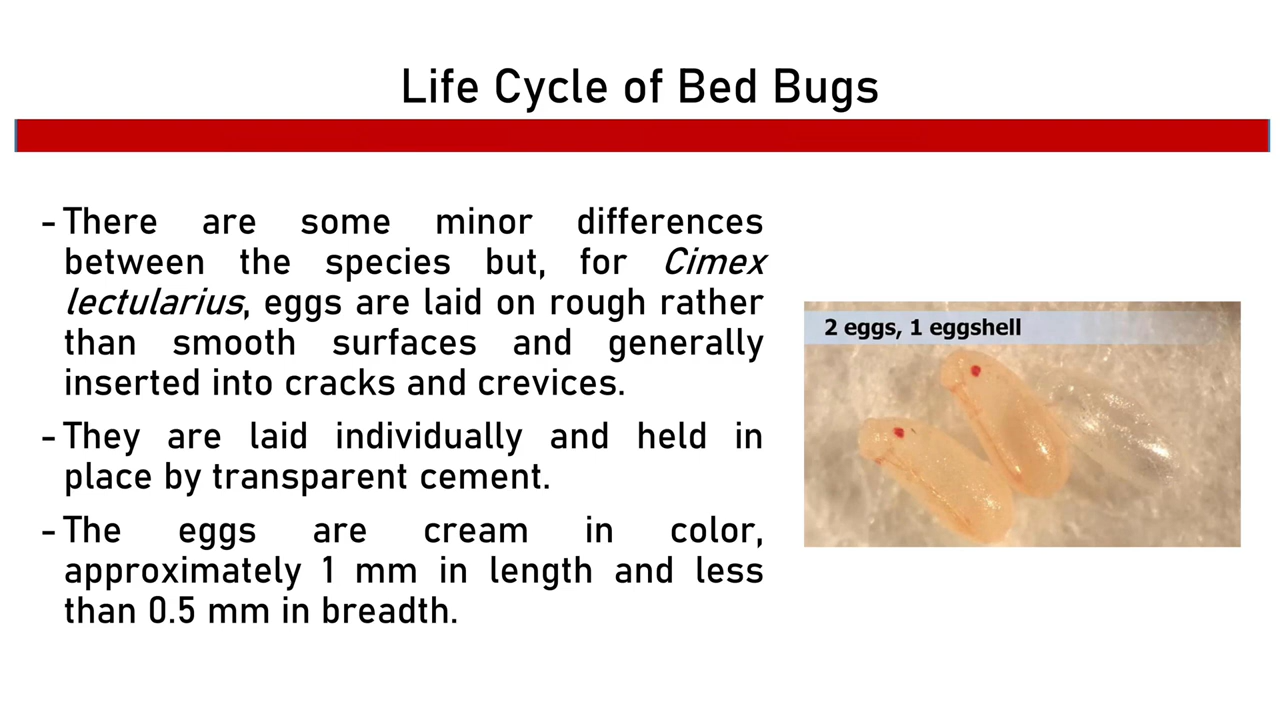 Life Cycle of Bed Bugs
- There are some minor differences
between the species but, for Cimex
lectularius, eggs are laid on rough rather
than smooth surfaces and generally
inserted into cracks and crevices.
- They are laid individually and held in
place by transparent cement.
- The eggs are cream in color,
approximately 1 mm in length and less
than 0.5 mm in breadth.
2 eggs, 1 eggshell